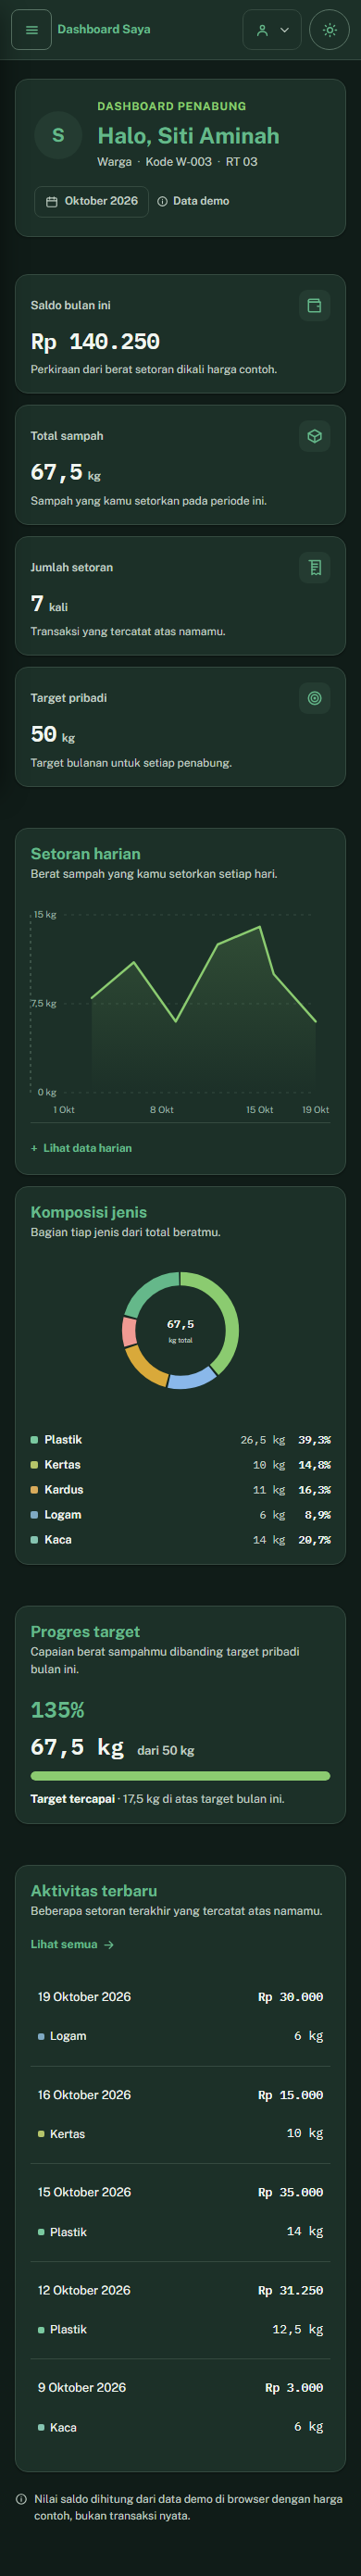 Dashboard Saya
DASHBOARD PENABUNG
S
Halo, Siti Aminah
Warga · Kode W-003 · RT 03
Oktober 2026
Data demo
Saldo bulan ini
Rp 140.250
Perkiraan dari berat setoran dikali harga contoh.
Total sampah
67,5 kg
Sampah yang kamu setorkan pada periode ini.
Jumlah setoran
7 kali
Transaksi yang tercatat atas namamu.
Target pribadi
50 kg
Target bulanan untuk setiap penabung.
Setoran harian
Berat sampah yang kamu setorkan setiap hari.
15 kg
7,5 kg
0 kg
1 Okt 8 Okt 15 Okt 19 Okt
+ Lihat data harian
Komposisi jenis
Bagian tiap jenis dari total beratmu.
67,5
kg total
Plastik 26,5 kg 39,3%
Kertas 10 kg 14,8%
Kardus 11 kg 16,3%
Logam 6 kg 8,9%
Kaca 14 kg 20,7%
Progres target
Capaian berat sampahmu dibanding target pribadi
bulan ini.
135%
67,5 kg dari 50 kg
Target tercapai · 17,5 kg di atas target bulan ini.
Aktivitas terbaru
Beberapa setoran terakhir yang tercatat atas namamu.
Lihat semua →
19 Oktober 2026 Rp 30.000
Logam 6 kg
16 Oktober 2026 Rp 15.000
Kertas 10 kg
15 Oktober 2026 Rp 35.000
Plastik 14 kg
12 Oktober 2026 Rp 31.250
Plastik 12,5 kg
9 Oktober 2026 Rp 3.000
Kaca 6 kg
Nilai saldo dihitung dari data demo di browser dengan harga
contoh, bukan transaksi nyata.